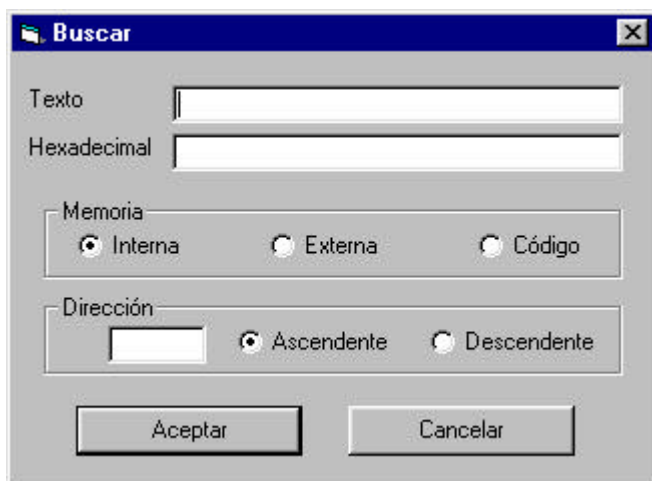 Buscar
Texto
Hexadecimal
Memoria
Interna Externa Código
Dirección
Ascendente Descendente
Aceptar Cancelar